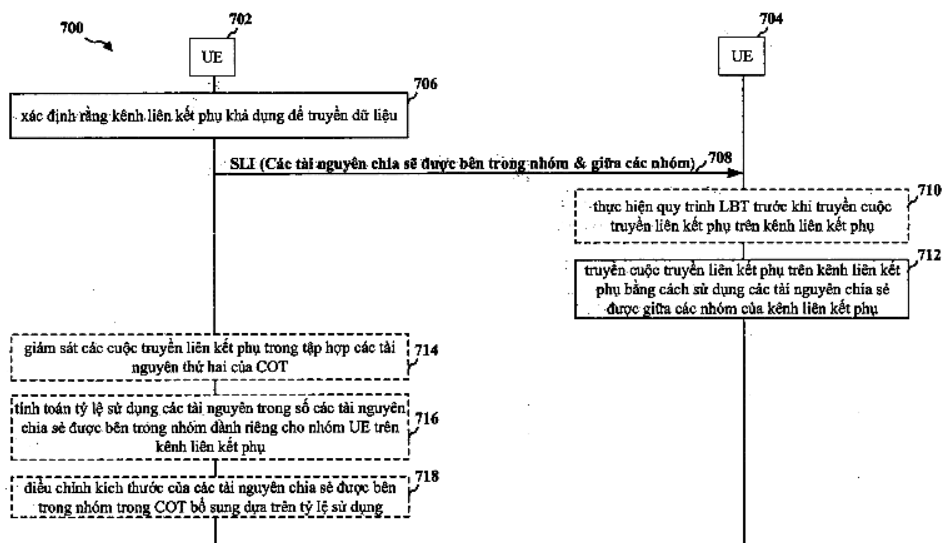 700
702
UE
704
UE
706
xác định rằng kênh liên kết phụ khả dụng để truyền dữ liệu
SLI (Các tài nguyên chia sẽ được bên trong nhóm & giữa các nhóm)
708
710
thực hiện quy trình LBT trước khi truyền cuộc
truyền liên kết phụ trên kênh liên kết phụ
712
truyền cuộc truyền liên kết phụ trên kênh liên kết
phụ bằng cách sử dụng các tài nguyên chia sẻ
được giữa các nhóm của kênh liên kết phụ
giám sát các cuộc truyền liên kết phụ trong tập hợp các tài
nguyên thứ hai của COT
714
tính toán tỷ lệ sử dụng các tài nguyên trong số các tài nguyên
chia sẻ được bên trong nhóm dành riêng cho nhóm UE trên
kênh liên kết phụ
716
718
điều chỉnh kích thước của các tài nguyên chia sẻ được bên
trong nhóm trong COT bổ sung dựa trên tỷ lệ sử dụng